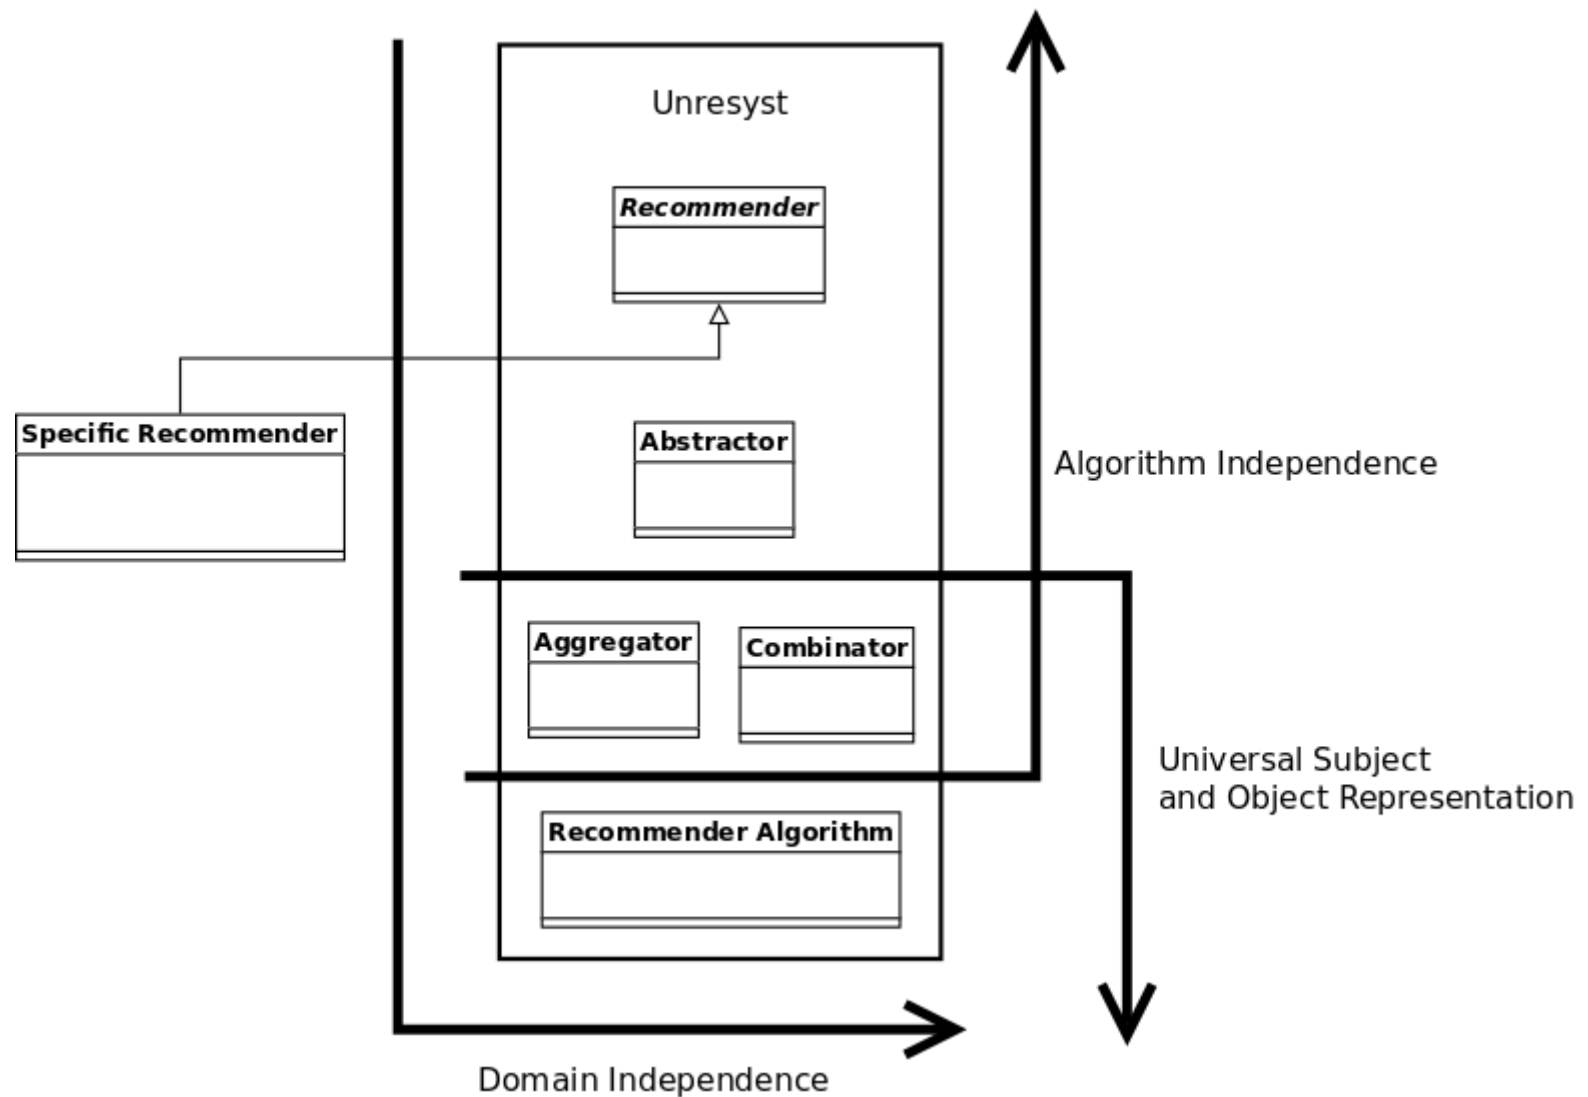 Unresyst
Recommender
Specific Recommender
Abstractor
Algorithm Independence
Aggregator
Combinator
Universal Subject
and Object Representation
Recommender Algorithm
Domain Independence